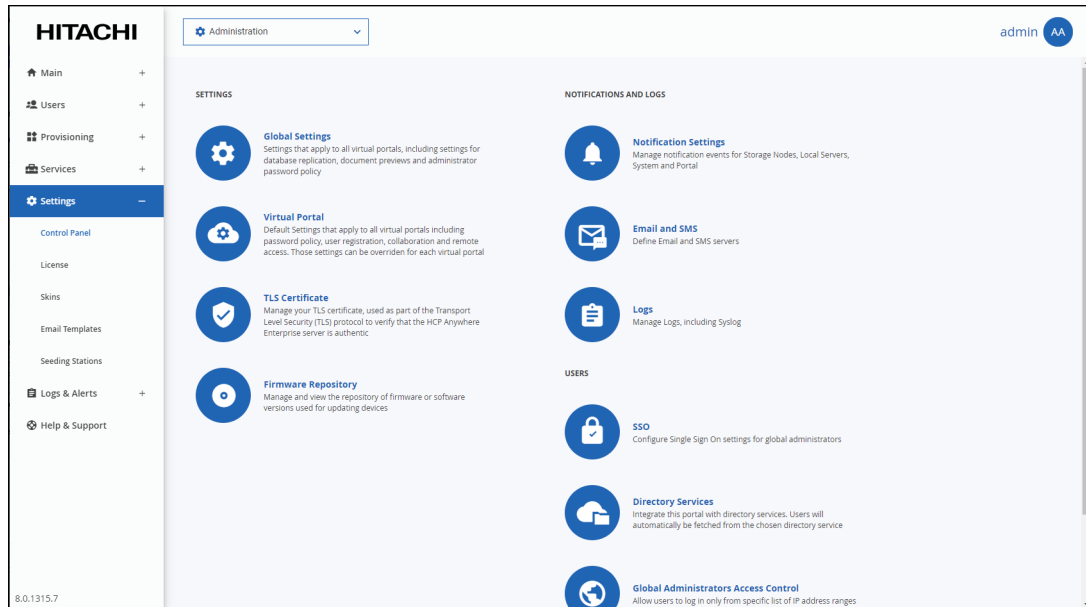 HITACHI
Administration
admin
AA
Main
Users
Provisioning
Services
Settings
Control Panel
License
Skins
Email Templates
Seeding Stations
Logs & Alerts
Help & Support
8.0.1315.7
SETTINGS
Global Settings
Settings that apply to all virtual portals, including settings for
database replication, document previews and administrator
password policy
Virtual Portal
Default Settings that apply to all virtual portals including
password policy, user registration, collaboration and remote
access. Those settings can be overriden for each virtual portal
TLS Certificate
Manage your TLS certificate, used as part of the Transport
Level Security (TLS) protocol to verify that the HCP Anywhere
Enterprise server is authentic
Firmware Repository
Manage and view the repository of firmware or software
versions used for updating devices
NOTIFICATIONS AND LOGS
Notification Settings
Manage notification events for Storage Nodes, Local Servers,
System and Portal
Email and SMS
Define Email and SMS servers
Logs
Manage Logs, including Syslog
USERS
SSO
Configure Single Sign On settings for global administrators
Directory Services
Integrate this portal with directory services. Users will
automatically be fetched from the chosen directory service
Global Administrators Access Control
Allow users to log in only from specific list of IP address ranges